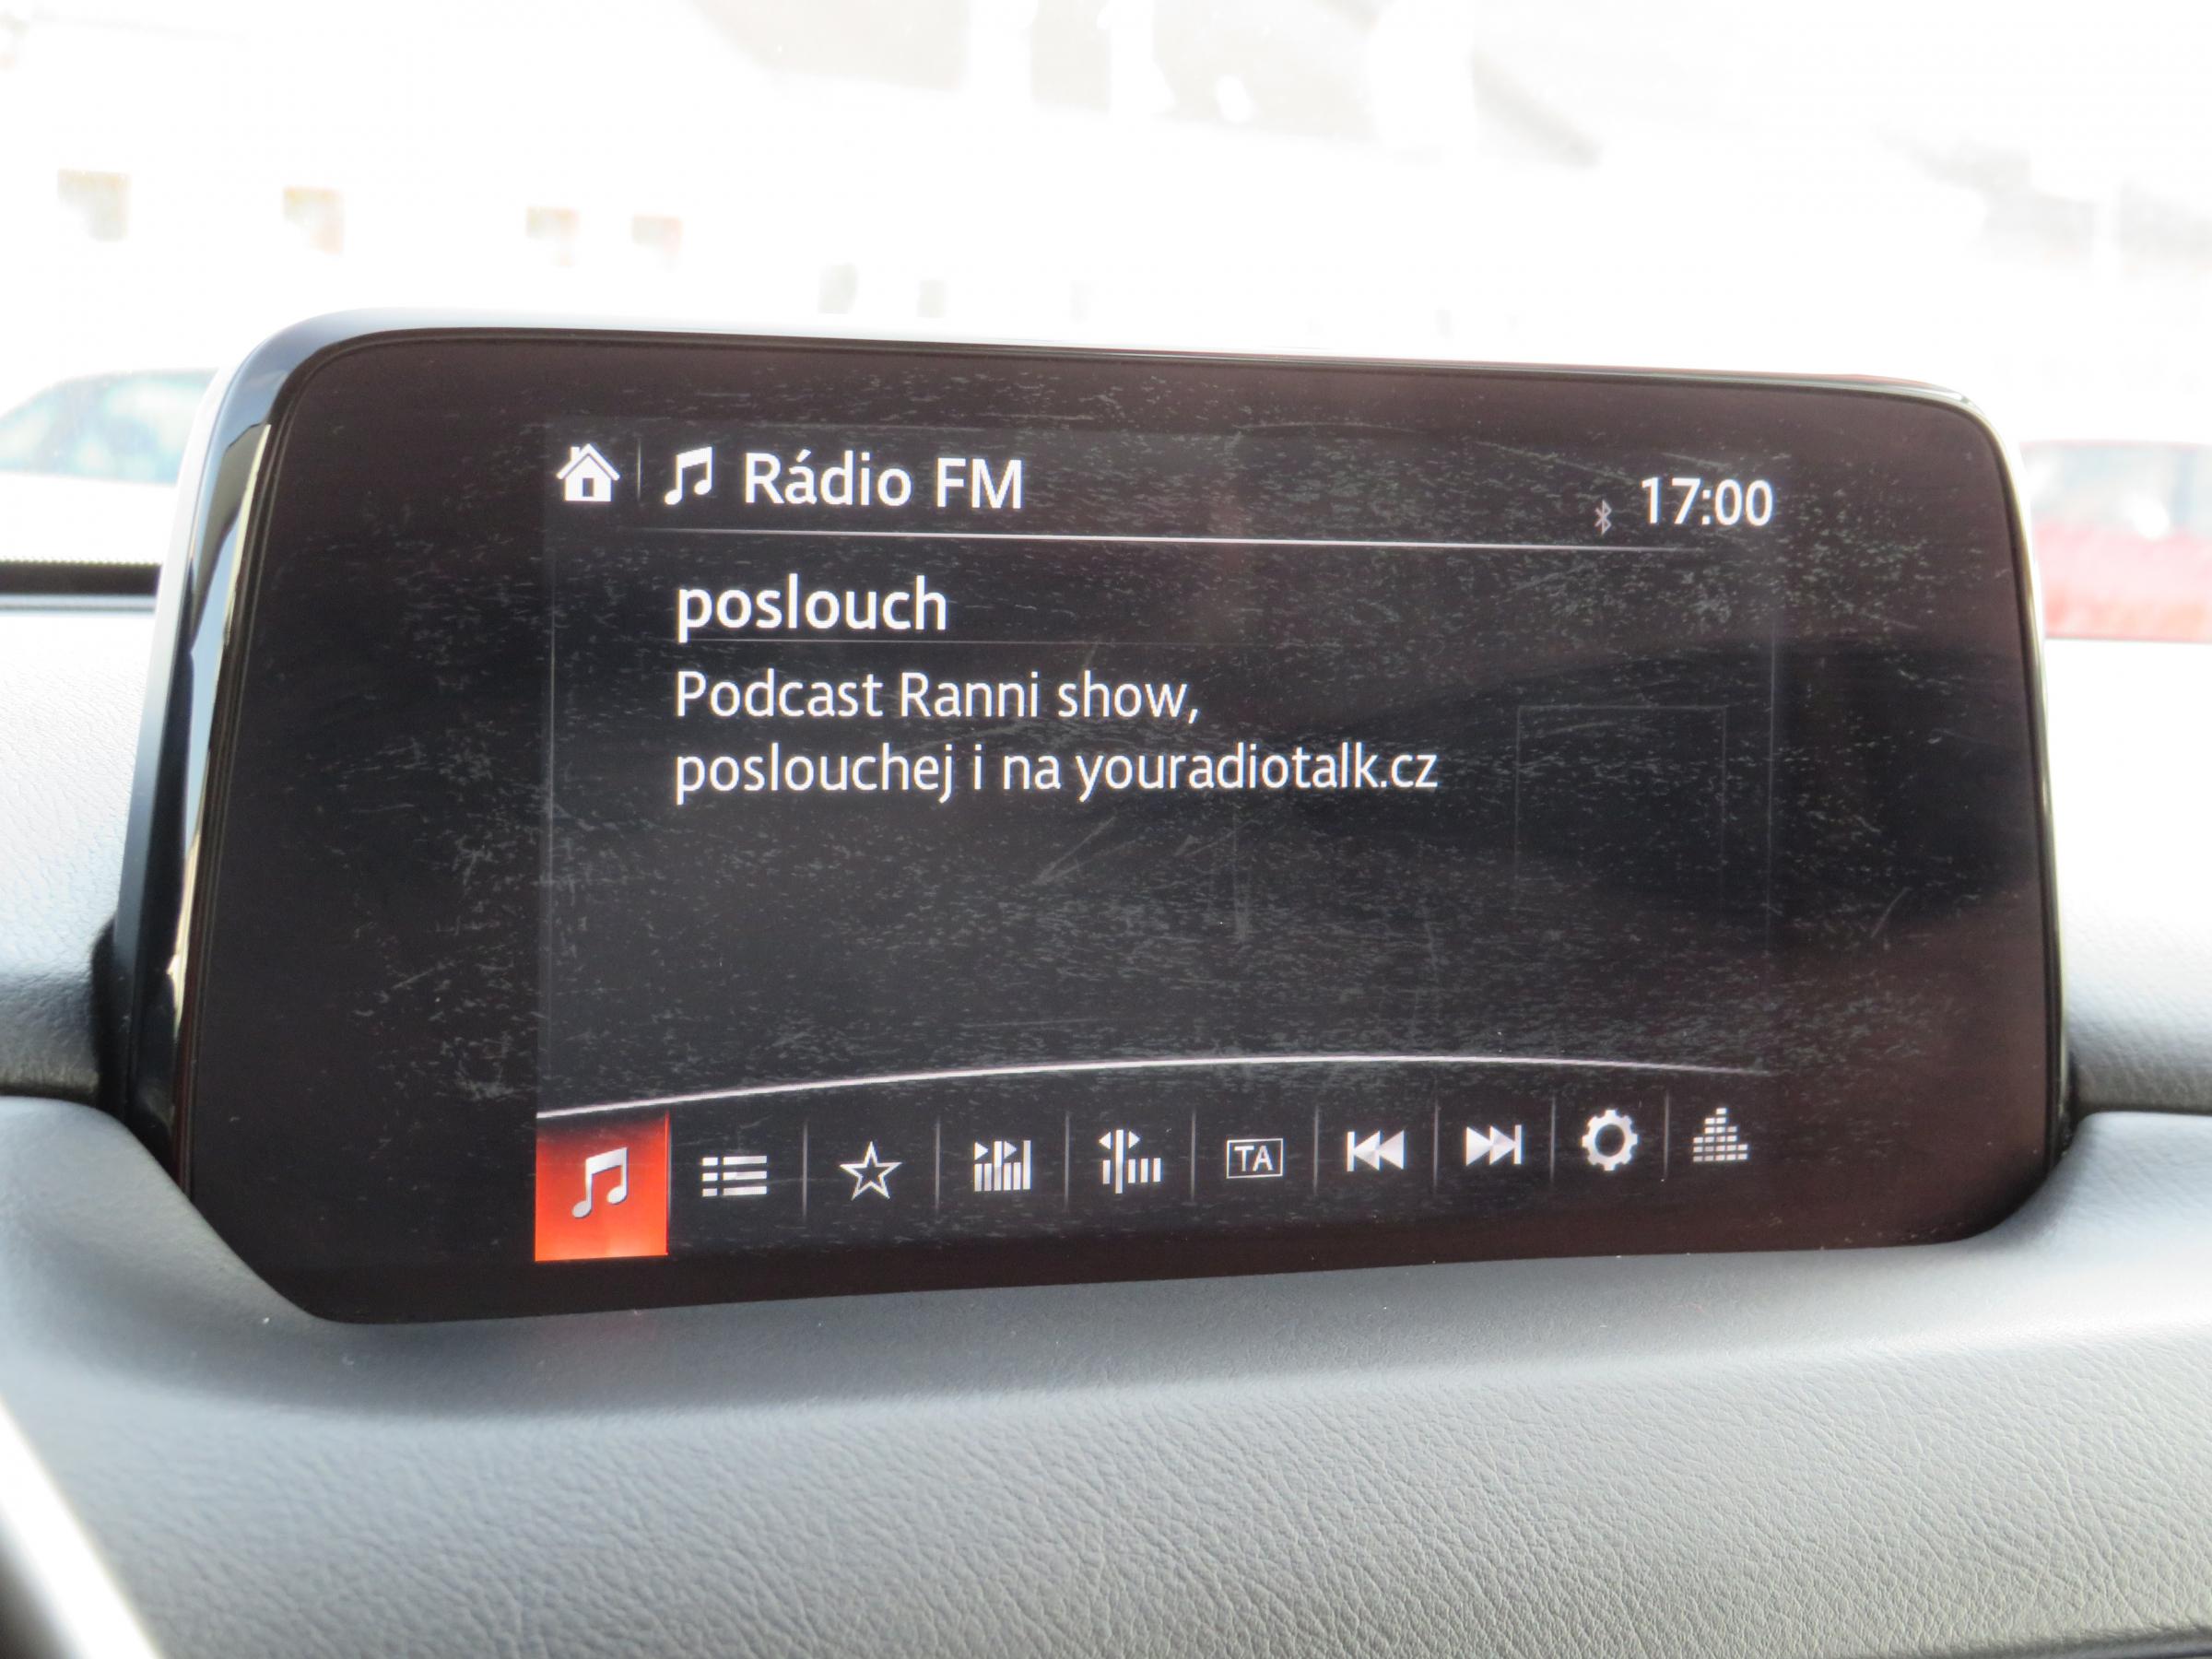 Rádio FM
17:00
poslouch
Podcast Ranni show,
poslouchej i na youradiotalk.cz
TA